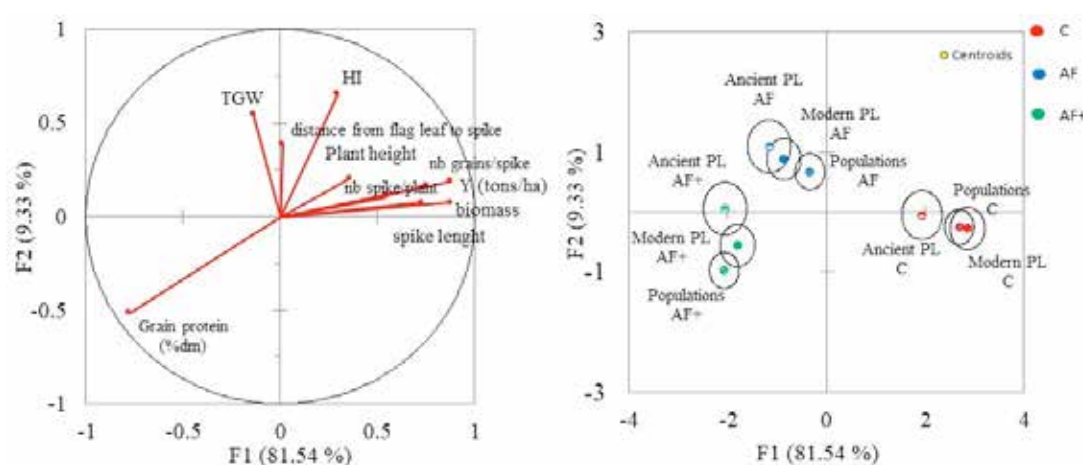 1
0.5
0
-0.5
-1
F2 (9.33 %)
TGW
HI
distance from flag leaf to spike
Plant height
nb grains/spike
nb spike/plant
Y (tons/ha)
biomass
spike lenght
Grain protein
(%dm)
-1
-0.5
0
0.5
1
F1 (81.54 %)
3
1
-1
-3
F2 (9.33 %)
Centroids
C
AF
AF+
Ancient PL
AF
Modern PL
AF
Populations
AF
Ancient PL
AF+
Modern PL
AF+
Populations
AF+
Populations
C
Ancient PL
C
Modern PL
C
-4
-2
0
2
4
F1 (81.54 %)